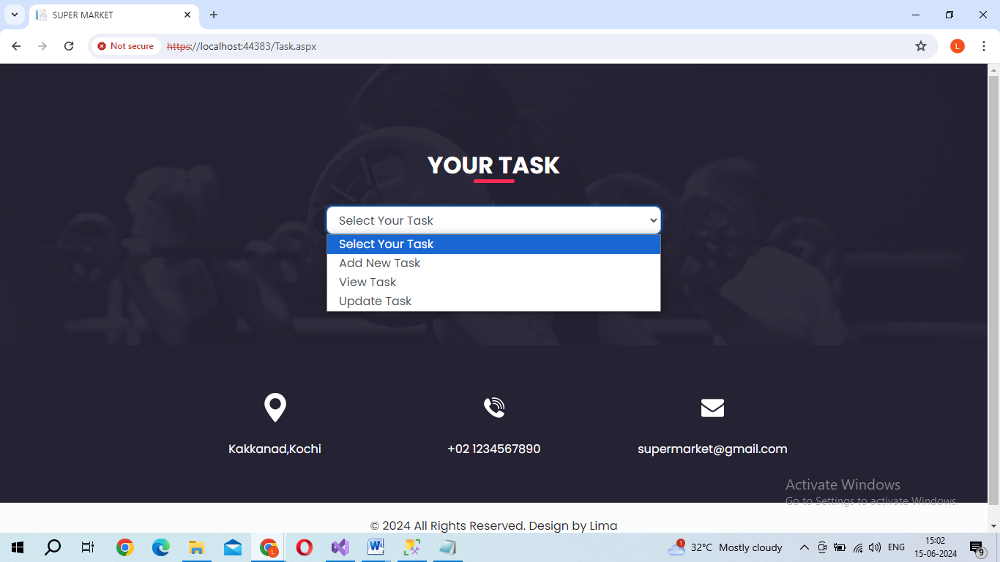 SUPER MARKET
Not secure
https://localhost:44383/Task.aspx
L
YOUR TASK
Select Your Task
Select Your Task
Add New Task
View Task
Update Task
Kakkanad,Kochi
+02 1234567890
supermarket@gmail.com
Activate Windows
Go to Settings to activate Windows.
© 2024 All Rights Reserved. Design by Lima
L
W
1
32°C Mostly cloudy
ENG
15:02
15-06-2024
9